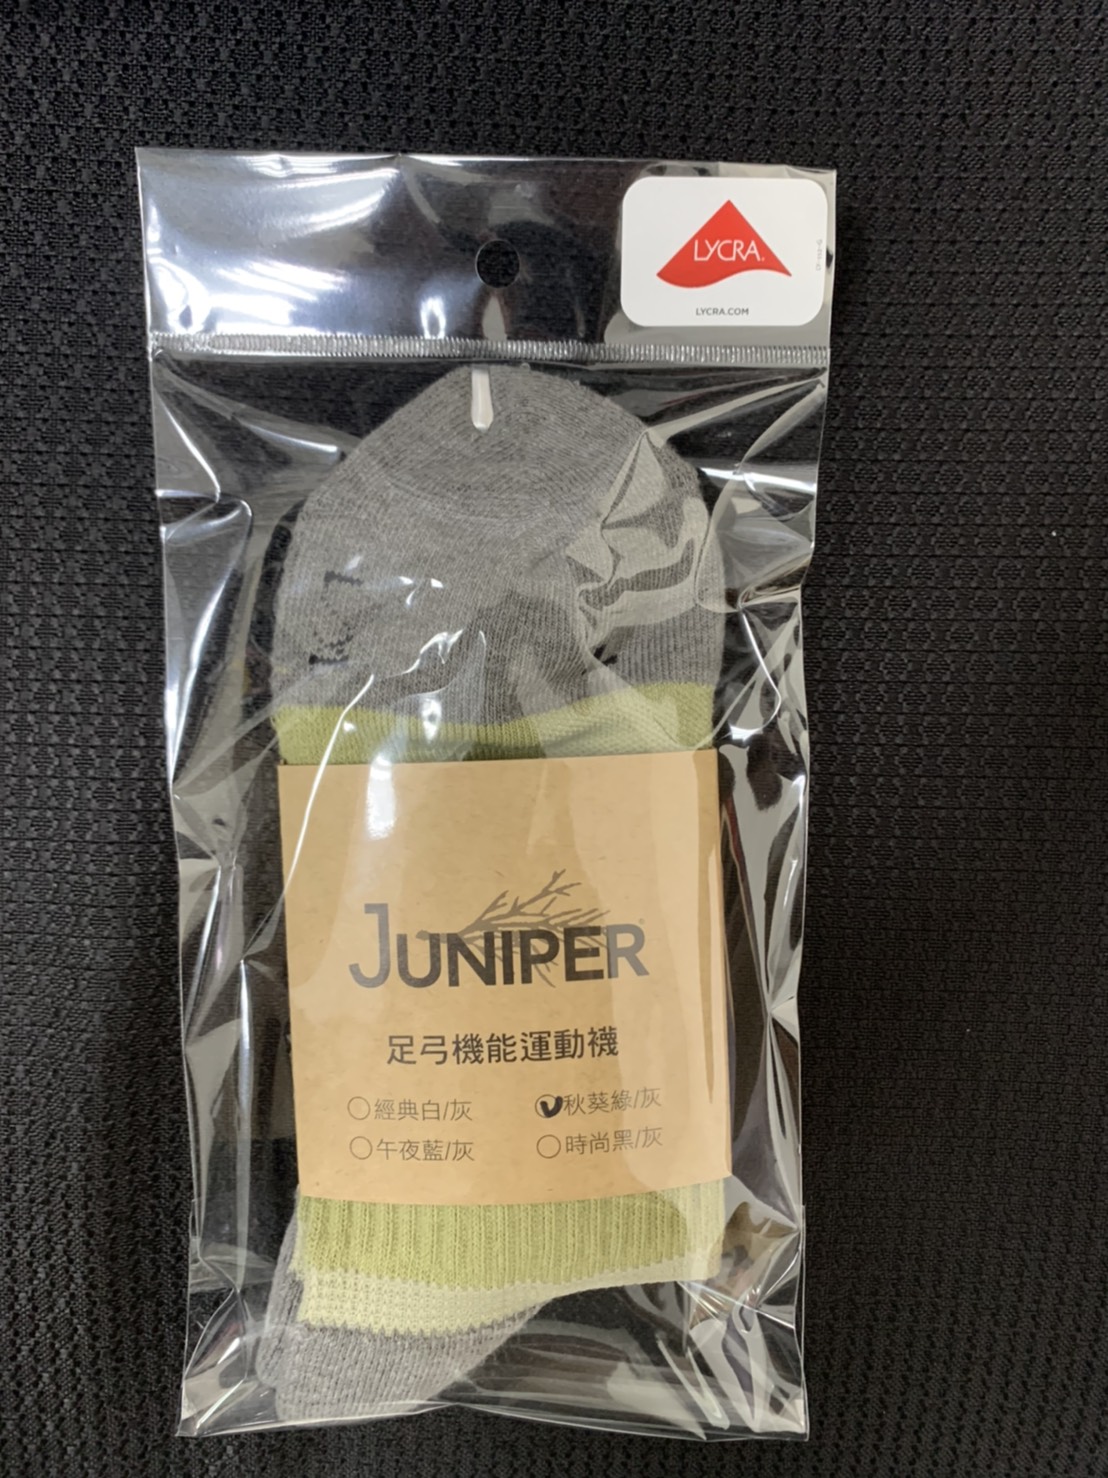 LYCRA®
LYCRA.COM
JUNIPER®
足弓機能運動襪
○經典白/灰 ○秋葵綠/灰
○午夜藍/灰 ○時尚黑/灰